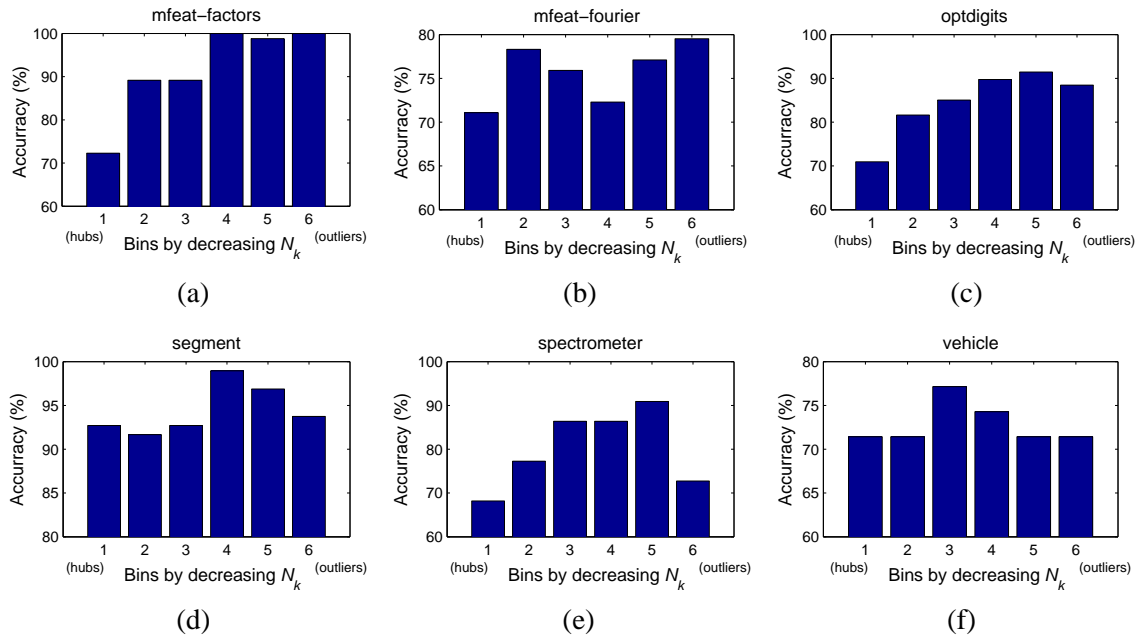 mfeat−factors
100
90
80
70
60
Accurracy (%)
1 2 3 4 5 6
(hubs) Bins by decreasing N_k (outliers)
(a)
mfeat−fourier
80
75
70
65
60
Accurracy (%)
1 2 3 4 5 6
(hubs) Bins by decreasing N_k (outliers)
(b)
optdigits
100
90
80
70
60
Accurracy (%)
1 2 3 4 5 6
(hubs) Bins by decreasing N_k (outliers)
(c)
segment
100
95
90
85
80
Accurracy (%)
1 2 3 4 5 6
(hubs) Bins by decreasing N_k (outliers)
(d)
spectrometer
100
90
80
70
60
Accurracy (%)
1 2 3 4 5 6
(hubs) Bins by decreasing N_k (outliers)
(e)
vehicle
80
75
70
65
60
Accurracy (%)
1 2 3 4 5 6
(hubs) Bins by decreasing N_k (outliers)
(f)